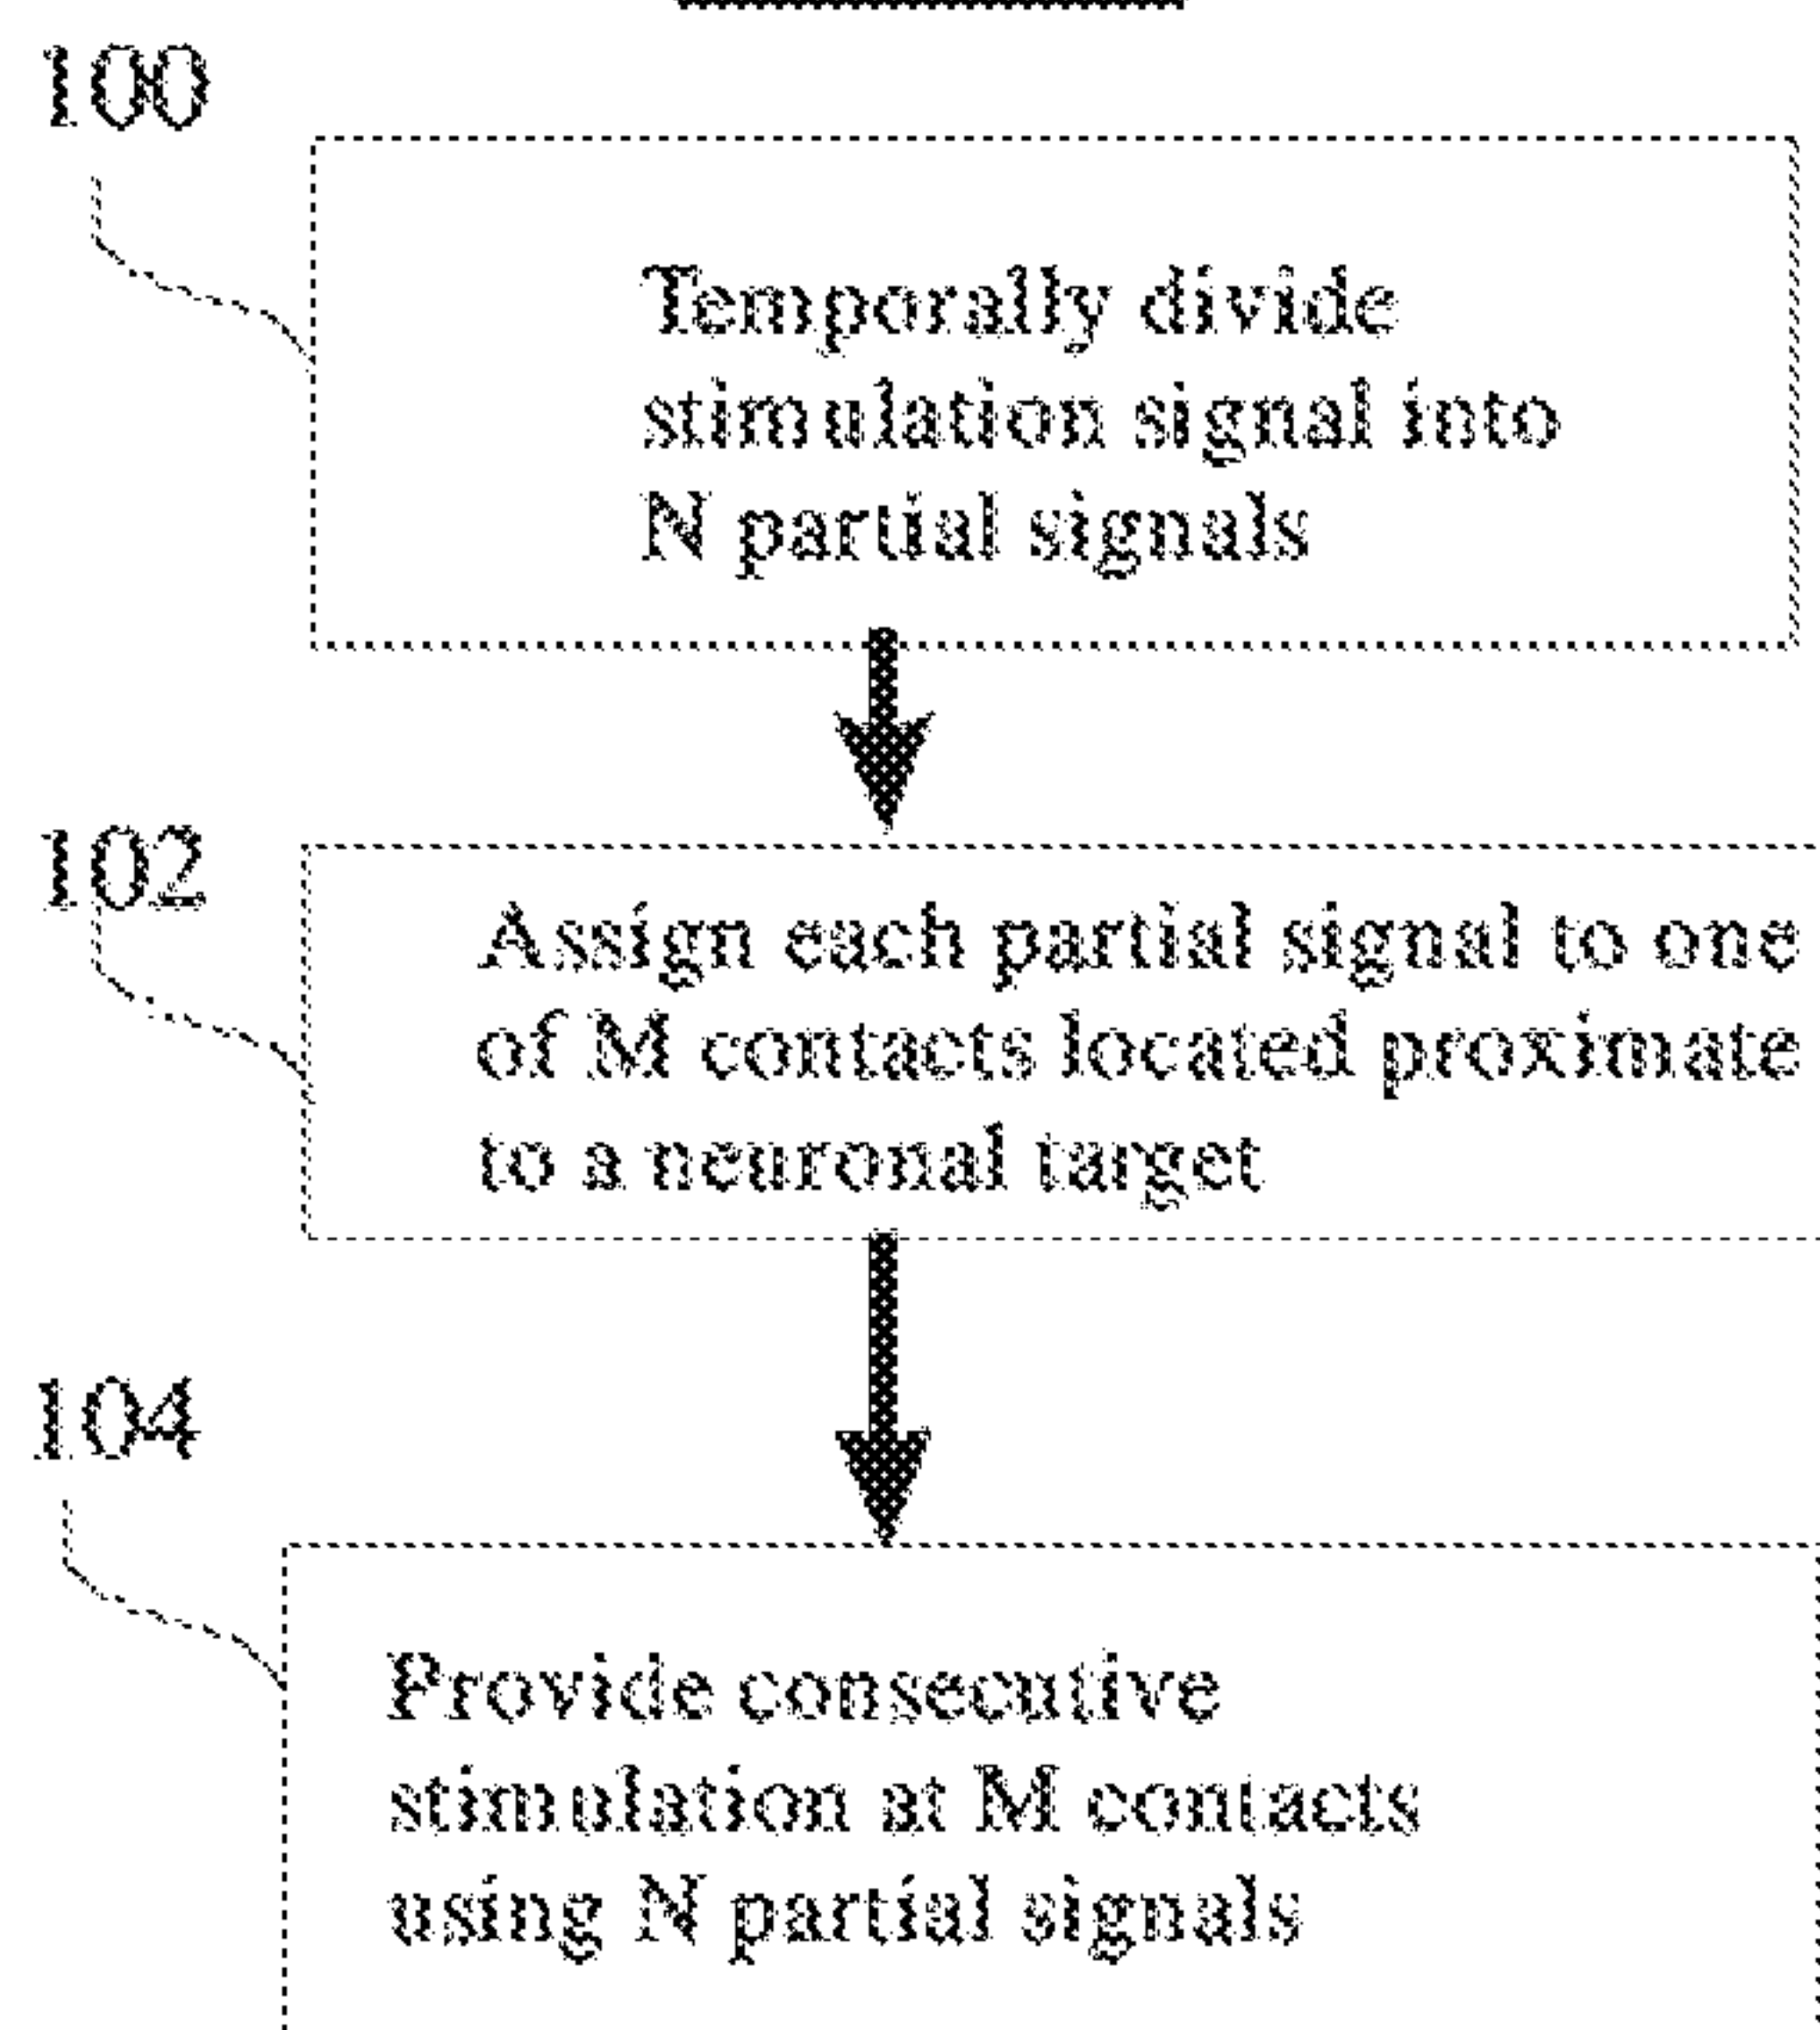 100
Temporally divide
stimulation signal into
N partial signals
102
Assign each partial signal to one
of M contacts located proximate
to a neuronal target
104
Provide consecutive
stimulation at M contacts
using N partial signals